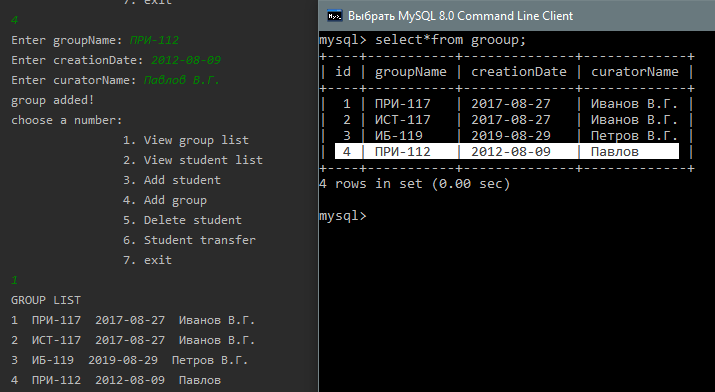 7. exit
4
Enter groupName: ПРИ-112
Enter creationDate: 2012-08-09
Enter curatorName: Павлов В.Г.
group added!
choose a number:
1. View group list
2. View student list
3. Add student
4. Add group
5. Delete student
6. Student transfer
7. exit
1
GROUP LIST
1 ПРИ-117 2017-08-27 Иванов В.Г.
2 ИСТ-117 2017-08-27 Иванов В.Г.
3 ИБ-119 2019-08-29 Петров В.Г.
4 ПРИ-112 2012-08-09 Павлов
Выбрать MySQL 8.0 Command Line Client
mysql> select*from grooup;
+----+-----------+--------------+-------------+
| id | groupName | creationDate | curatorName |
+----+-----------+--------------+-------------+
| 1 | ПРИ-117 | 2017-08-27 | Иванов В.Г. |
| 2 | ИСТ-117 | 2017-08-27 | Иванов В.Г. |
| 3 | ИБ-119 | 2019-08-29 | Петров В.Г. |
| 4 | ПРИ-112 | 2012-08-09 | Павлов |
+----+-----------+--------------+-------------+
4 rows in set (0.00 sec)
mysql>